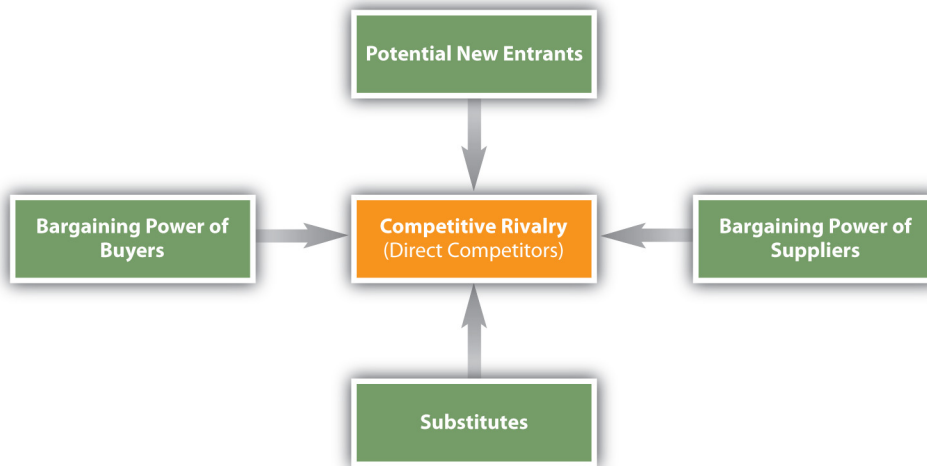 Potential New Entrants
Bargaining Power of
Buyers
Competitive Rivalry
(Direct Competitors)
Bargaining Power of
Suppliers
Substitutes